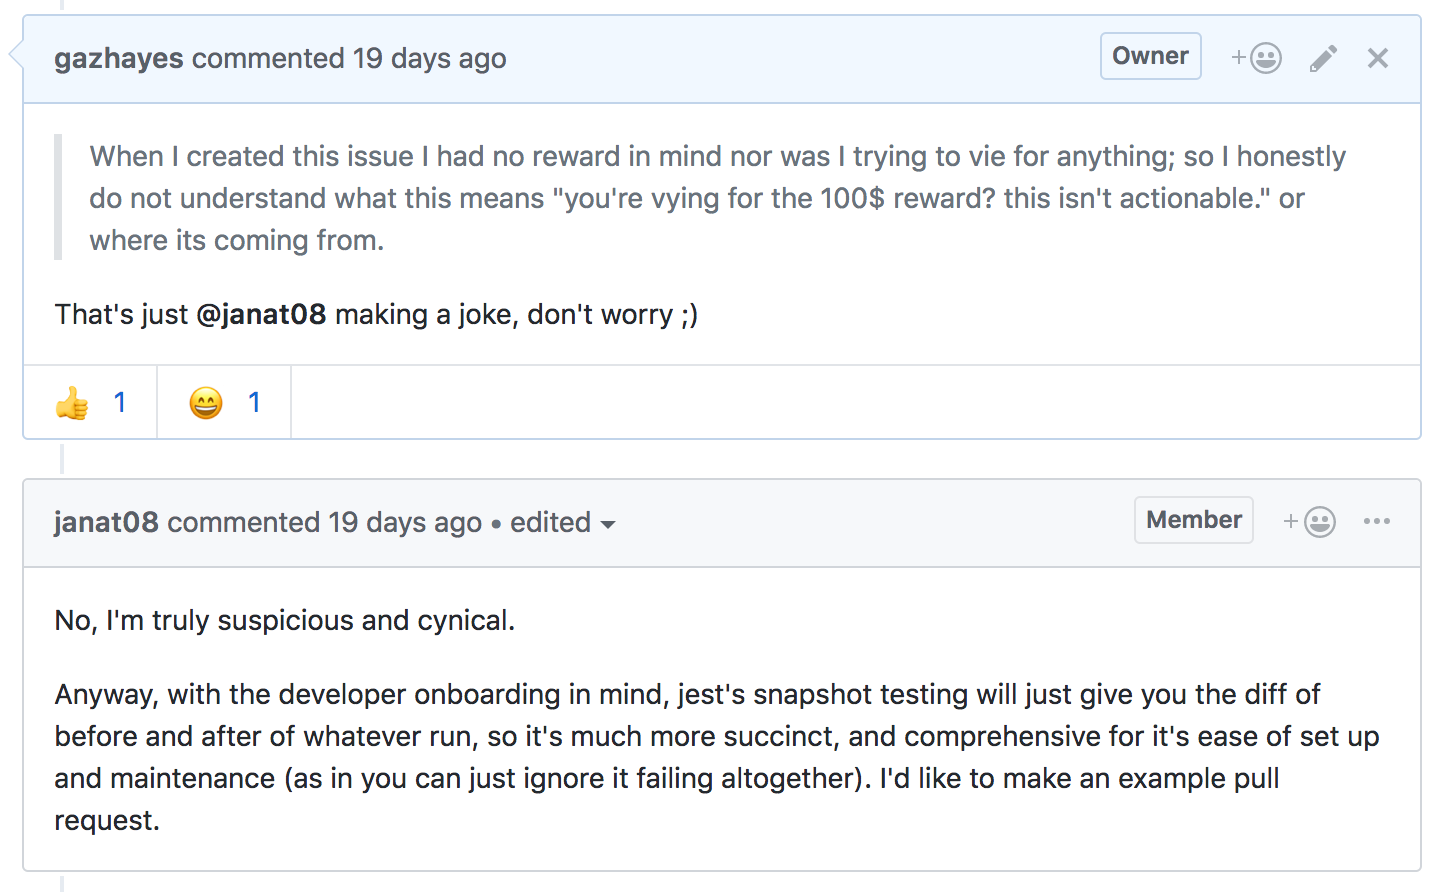 gazhayes commented 19 days ago
Owner
When I created this issue I had no reward in mind nor was I trying to vie for anything; so I honestly
do not understand what this means "you're vying for the 100$ reward? this isn't actionable." or
where its coming from.
That's just @janat08 making a joke, don't worry ;)
1 1
janat08 commented 19 days ago • edited
Member
No, I'm truly suspicious and cynical.
Anyway, with the developer onboarding in mind, jest's snapshot testing will just give you the diff of
before and after of whatever run, so it's much more succinct, and comprehensive for it's ease of set up
and maintenance (as in you can just ignore it failing altogether). I'd like to make an example pull
request.